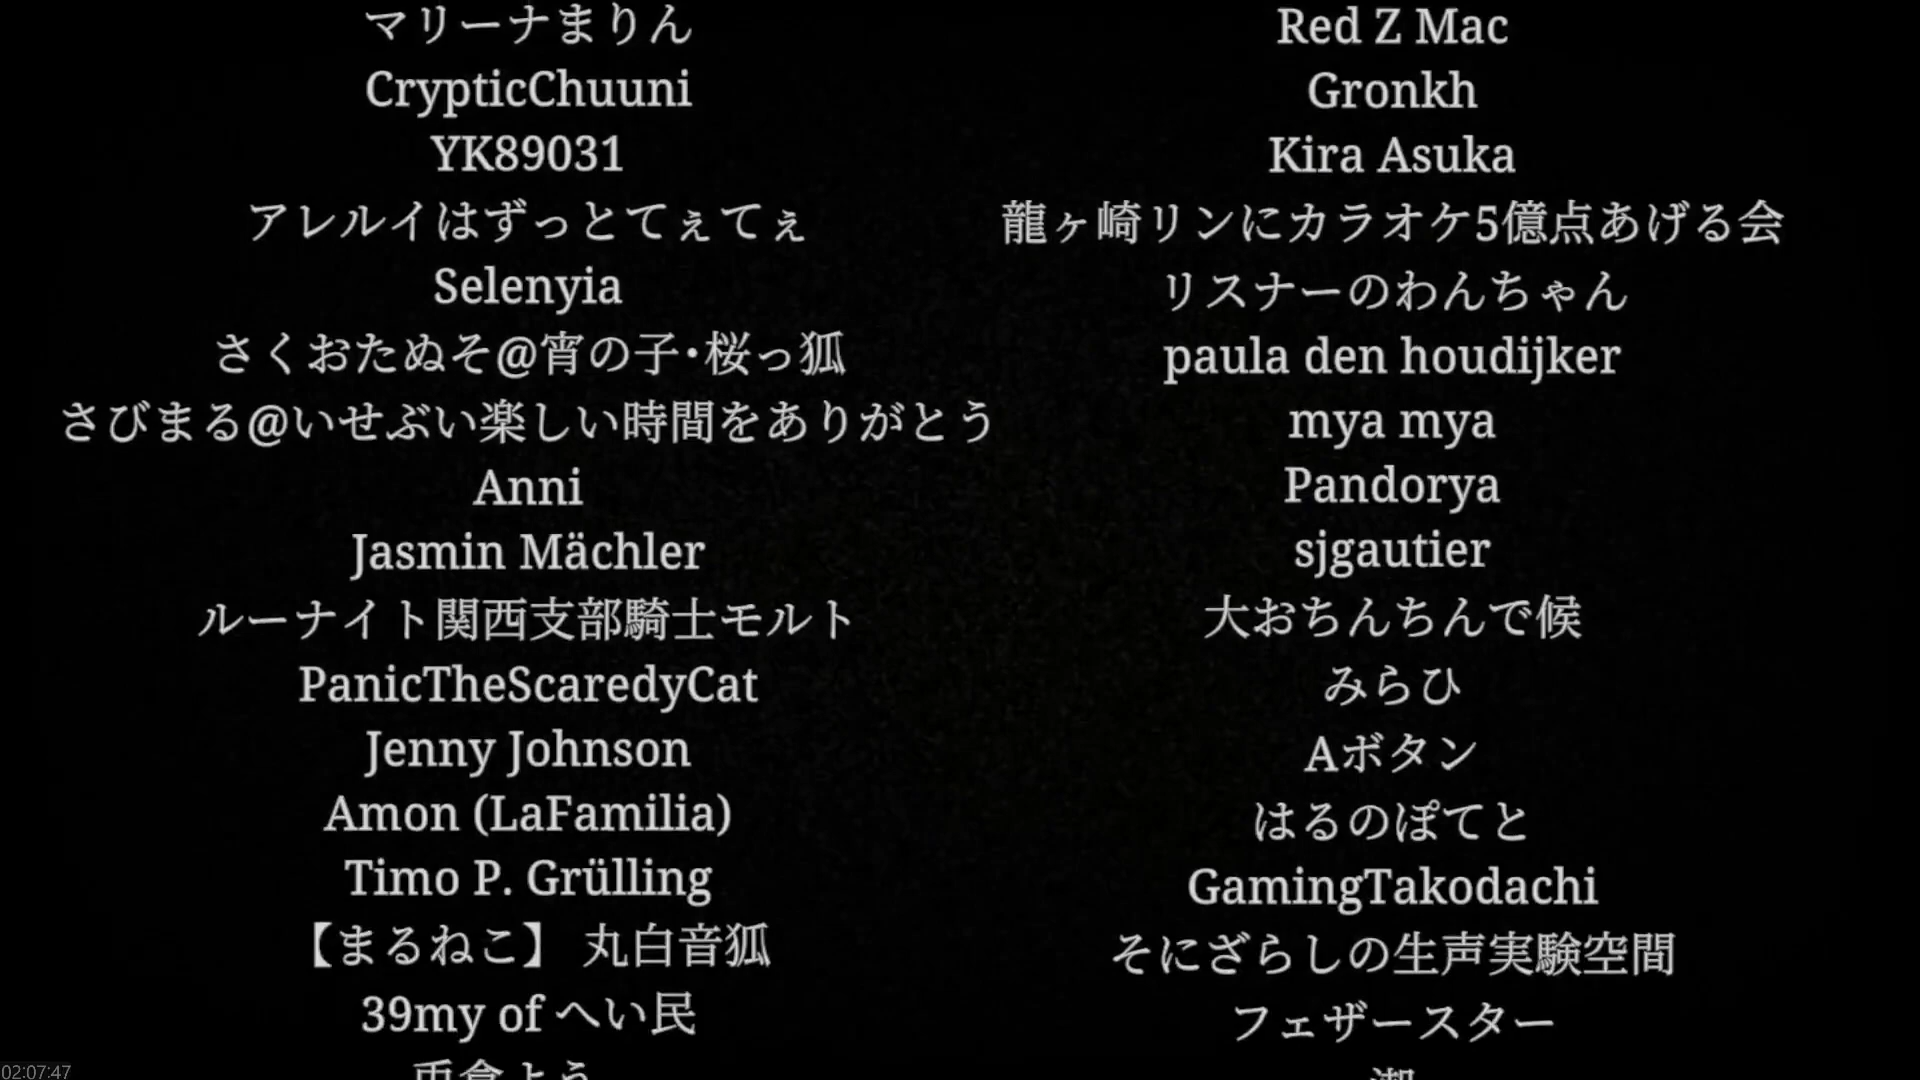 マリーナまりん
CrypticChuuni
YK89031
アレルイはずっとてぇてぇ
Selenyia
さくおたぬそ@宵の子・桜っ狐
さびまる@いせぶい楽しい時間をありがとう
Anni
Jasmin Mächler
ルーナイト関西支部騎士モルト
PanicTheScaredyCat
Jenny Johnson
Amon (LaFamilia)
Timo P. Grülling
【まるねこ】 丸白音狐
39my of へい民
Red Z Mac
Gronkh
Kira Asuka
龍ヶ崎リンにカラオケ5億点あげる会
リスナーのわんちゃん
paula den houdijker
mya mya
Pandorya
sjgautier
大おちんちんで候
みらひ
Aボタン
はるのぽてと
GamingTakodachi
そにざらしの生声実験空間
フェザースター
02:07:47